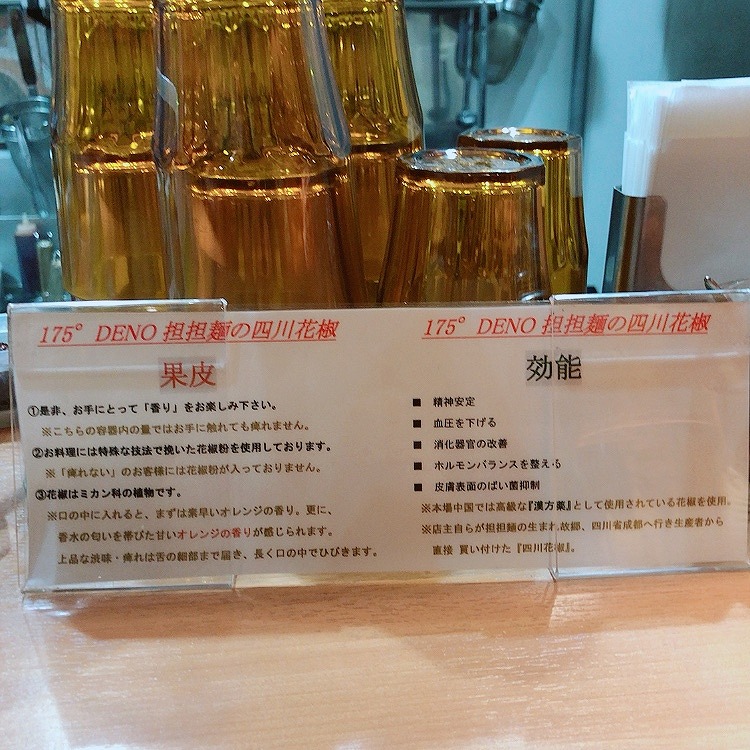 175° DENO 担担麺の四川花椒
果皮
①是非、お手にとって「香り」をお楽しみ下さい。
※こちらの容器内の量ではお手に触れても痺れません。
②お料理には特殊な技法で挽いた花椒粉を使用しております。
※「痺れない」のお客様には花椒粉が入っておりません。
③花椒はミカン科の植物です。
※口の中に入れると、まずは素早いオレンジの香り。更に、
香水の匂いを帯びた甘いオレンジの香りが感じられます。
上品な渋味・痺れは舌の細部まで届き、長く口の中でひびきます。
175° DENO 担担麺の四川花椒
効能
■ 精神安定
■ 血圧を下げる
■ 消化器官の改善
■ ホルモンバランスを整える
■ 皮膚表面のばい菌抑制
※本場中国では高級な『漢方薬』として使用されている花椒を使用。
※店主自らが担担麺の生まれ故郷、四川省成都へ行き生産者から
直接 買い付けた『四川花椒』。